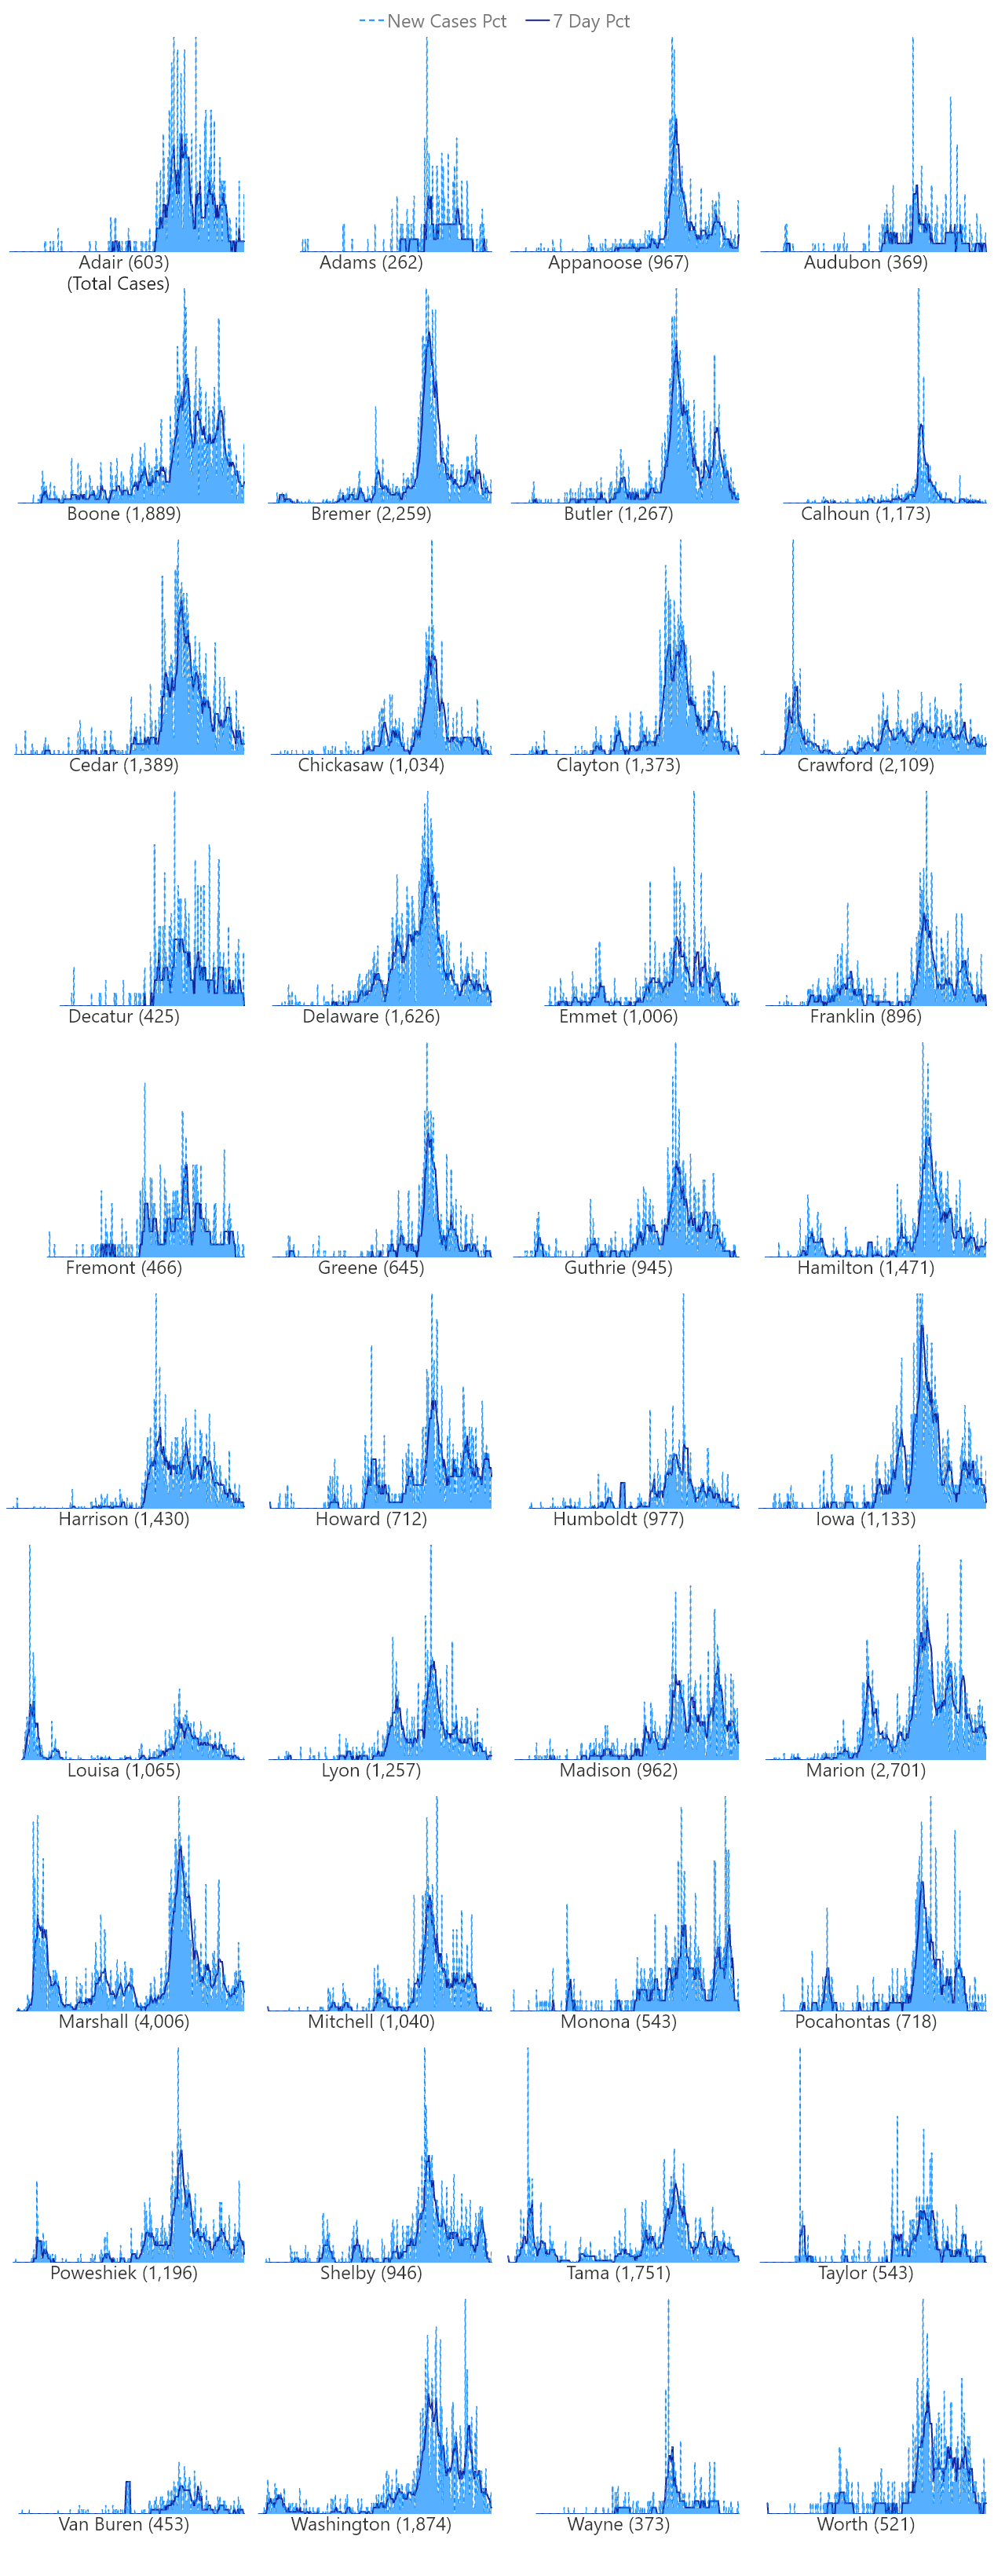 New Cases Pct 7 Day Pct
Adair (603) Adams (262) Appanoose (967) Audubon (369)
(Total Cases)
Boone (1,889) Bremer (2,259) Butler (1,267) Calhoun (1,173)
Cedar (1,389) Chickasaw (1,034) Clayton (1,373) Crawford (2,109)
Decatur (425) Delaware (1,626) Emmet (1,006) Franklin (896)
Fremont (466) Greene (645) Guthrie (945) Hamilton (1,471)
Harrison (1,430) Howard (712) Humboldt (977) Iowa (1,133)
Louisa (1,065) Lyon (1,257) Madison (962) Marion (2,701)
Marshall (4,006) Mitchell (1,040) Monona (543) Pocahontas (718)
Poweshiek (1,196) Shelby (946) Tama (1,751) Taylor (543)
Van Buren (453) Washington (1,874) Wayne (373) Worth (521)